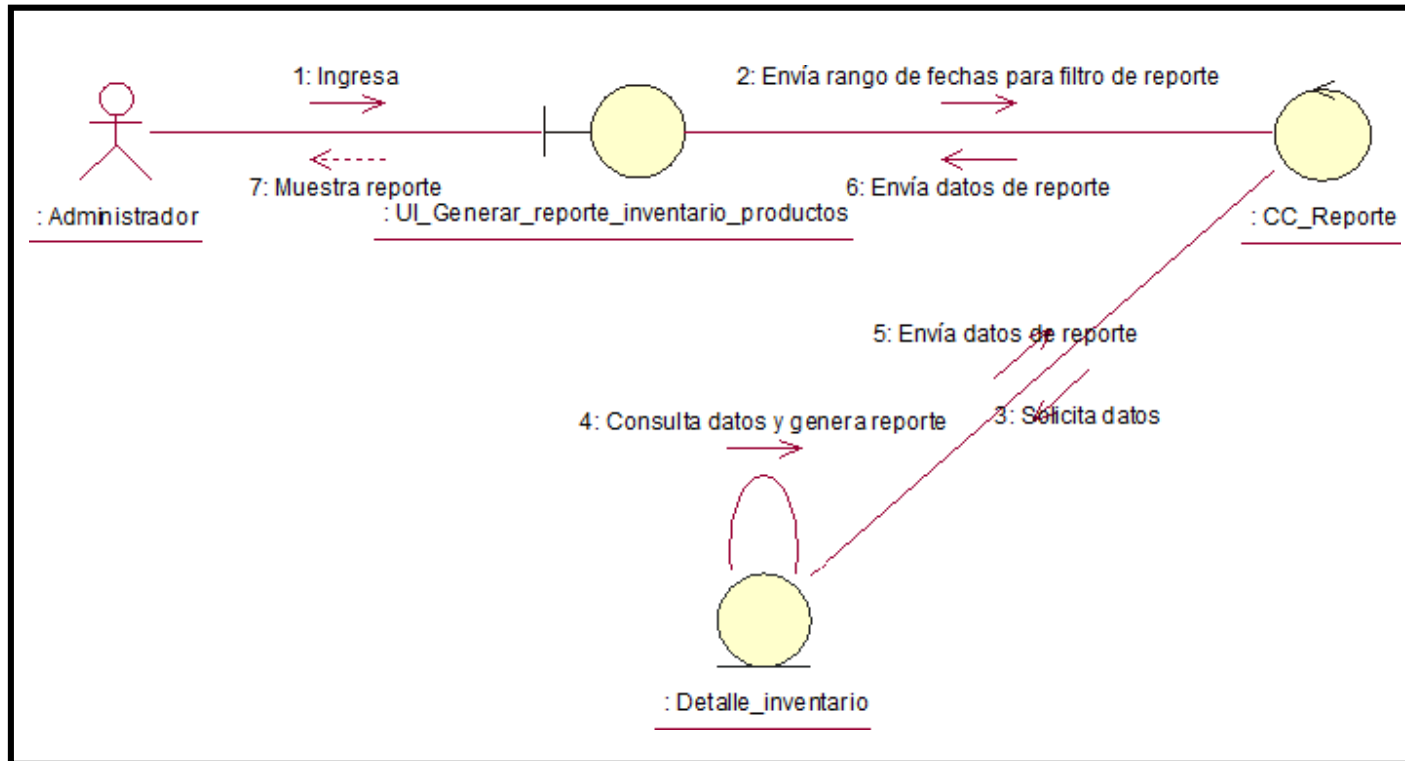 1: Ingresa
2: Envía rango de fechas para filtro de reporte
7: Muestra reporte
6: Envía datos de reporte
: Administrador
: UI_Generar_reporte_inventario_productos
: CC_Reporte
5: Envía datos de reporte
4: Consulta datos y genera reporte
3: Solicita datos
: Detalle_inventario